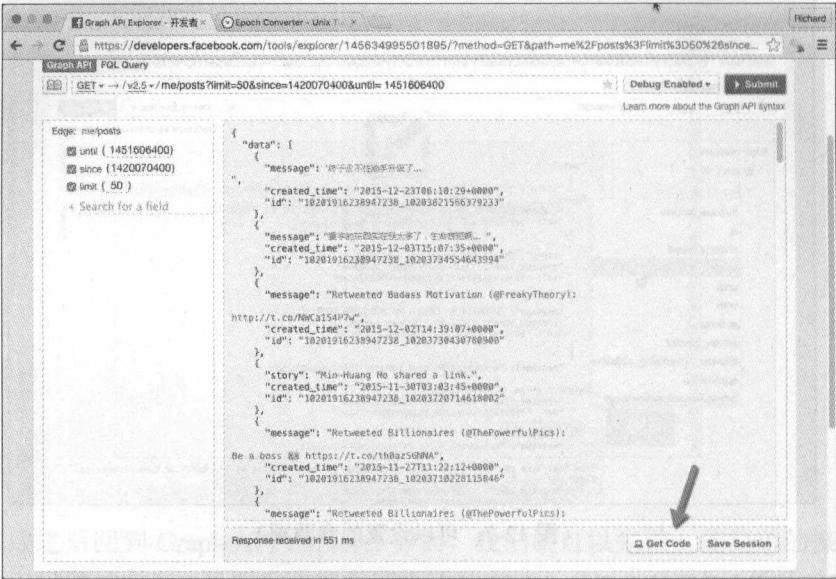 Graph API Explorer - 开发者 ×
Epoch Converter - Unix T ×
Richard
https://developers.facebook.com/tools/explorer/145634995501895/?method=GET&path=me%2Fposts%3Flimit%3D50%26since...
Graph API FQL Query
GET → /v2.5 /me/posts?limit=50&since=1420070400&until= 1451606400
Debug Enabled
Submit
Learn more about the Graph API syntax
Edge: me/posts
until ( 1451606400)
since (1420070400)
limit ( 50 )
+ Search for a field
{
"data": [
{
"message":
",
"created_time": "2015-12-23T06:10:29+0000",
"id": "10201916238947238_10203821566379233"
},
{
"message":
"created_time": "2015-12-03T15:07:35+0000",
"id": "10201916238947238_10203734554643994"
},
{
"message": "Retweeted Badass Motivation (@FreakyTheory):
"created_time": "2015-12-02T14:39:07+0000",
"id": "10201916238947238_10203730430780900"
},
{
"story": "Min-Huang Ho shared a link.",
"created_time": "2015-11-30T03:03:45+0000",
"id": "10201916238947238_10203720714618002"
},
{
"message": "Retweeted Billionaires (@ThePowerfulPics):
Be a boss
"created_time": "2015-11-27T11:22:12+0000",
"id": "10201916238947238_10203710228115846"
},
{
"message": "Retweeted Billionaires (@ThePowerfulPics):
Response received in 551 ms
Get Code
Save Session